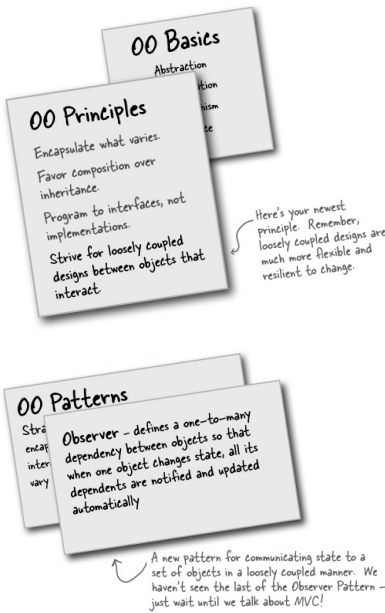 OO Basics
Abstraction
OO Principles
Encapsulate what varies.
Favor composition over
inheritance.
Program to interfaces, not
implementations.
Strive for loosely coupled
designs between objects that
interact.
Here's your newest
principle. Remember,
loosely coupled designs are
much more flexible and
resilient to change.
OO Patterns
Observer – defines a one-to-many
dependency between objects so that
when one object changes state, all its
dependents are notified and updated
automatically
A new pattern for communicating state to a
set of objects in a loosely coupled manner. We
haven't seen the last of the Observer Pattern –
just wait until we talk about MVC!